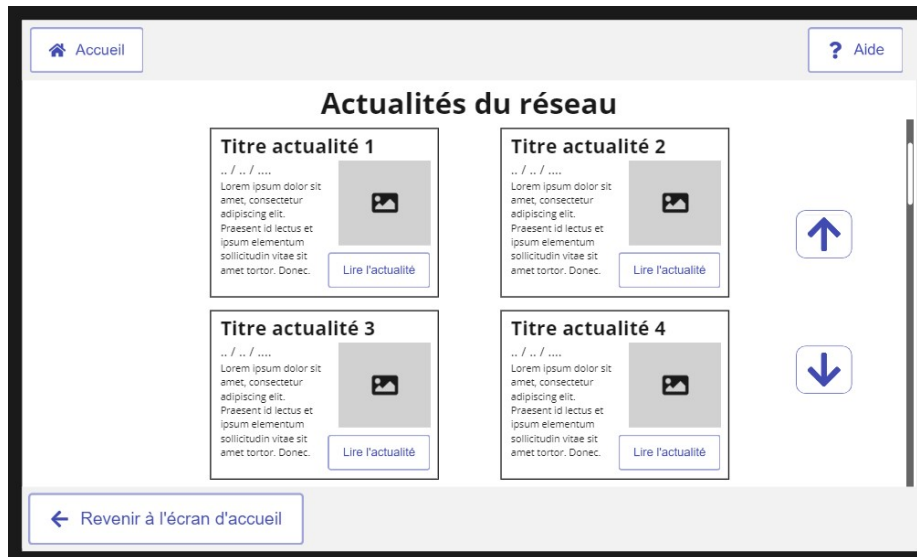 Accueil
? Aide
Actualités du réseau
Titre actualité 1
.. / .. / ....
Lorem ipsum dolor sit
amet, consectetur
adipiscing elit.
Praesent id lectus et
ipsum elementum
sollicitudin vitae sit
amet tortor. Donec.
Lire l'actualité
Titre actualité 2
.. / .. / ....
Lorem ipsum dolor sit
amet, consectetur
adipiscing elit.
Praesent id lectus et
ipsum elementum
sollicitudin vitae sit
amet tortor. Donec.
Lire l'actualité
Titre actualité 3
.. / .. / ....
Lorem ipsum dolor sit
amet, consectetur
adipiscing elit.
Praesent id lectus et
ipsum elementum
sollicitudin vitae sit
amet tortor. Donec.
Lire l'actualité
Titre actualité 4
.. / .. / ....
Lorem ipsum dolor sit
amet, consectetur
adipiscing elit.
Praesent id lectus et
ipsum elementum
sollicitudin vitae sit
amet tortor. Donec.
Lire l'actualité
Revenir à l'écran d'accueil